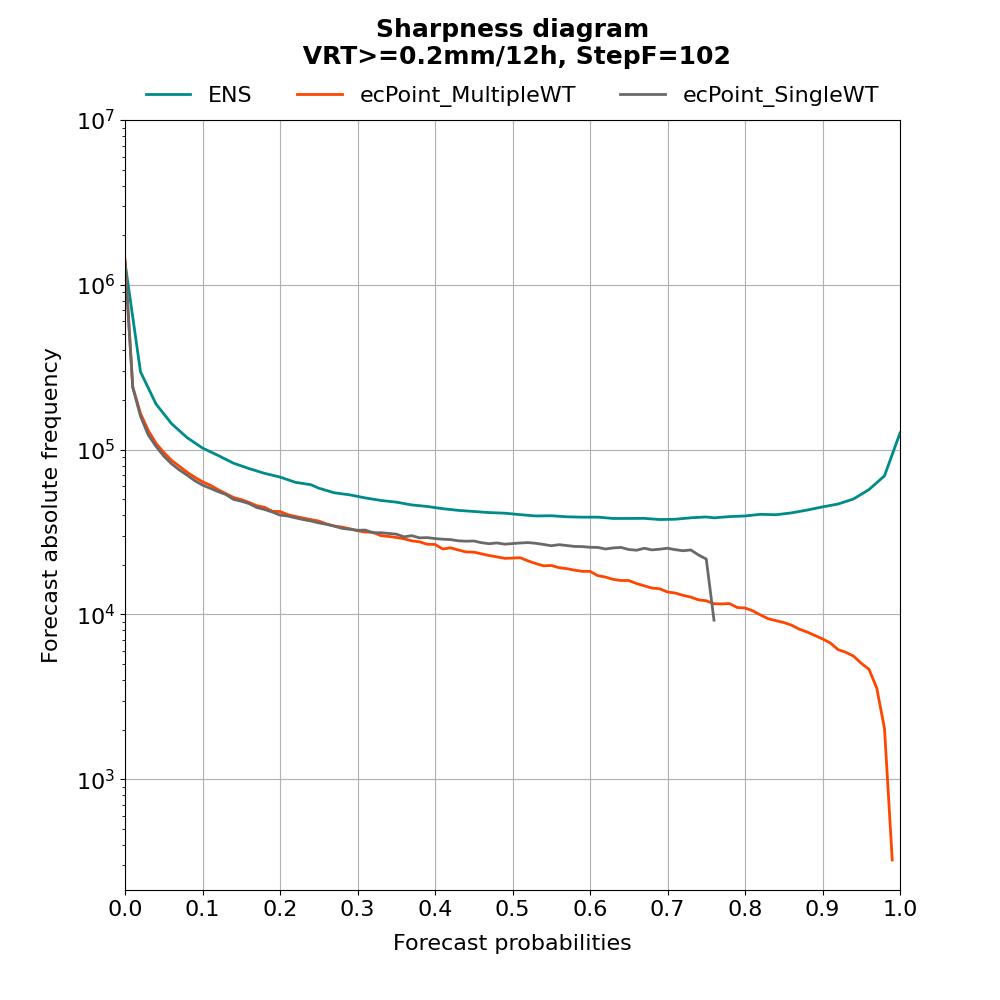 Sharpness diagram
VRT>=0.2mm/12h, StepF=102
ENS ecPoint_MultipleWT ecPoint_SingleWT
10^7
10^6
10^5
10^4
10^3
Forecast absolute frequency
0.0 0.1 0.2 0.3 0.4 0.5 0.6 0.7 0.8 0.9 1.0
Forecast probabilities